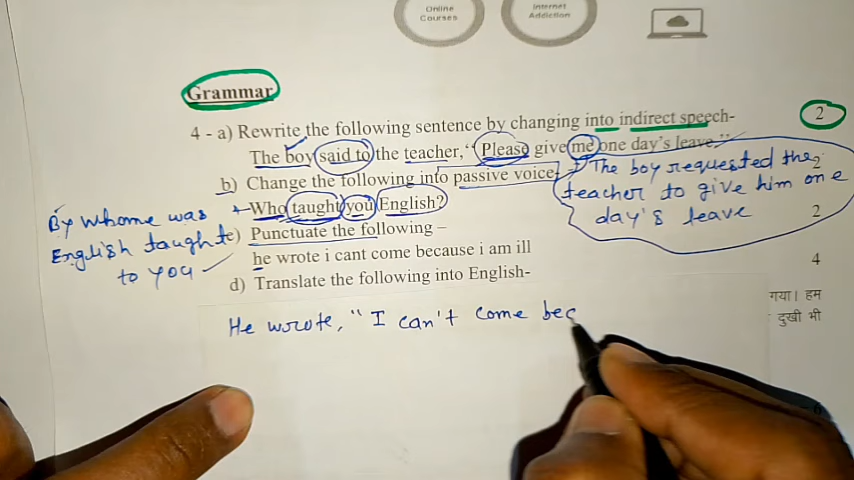 Online
Courses
Internet
Addiction
Grammar
2
4 - a) Rewrite the following sentence by changing into indirect speech-
The boy said to the teacher, "Please give me one day's leave."
2
b) Change the following into passive voice.
Who taught you English?
2
c) Punctuate the following –
he wrote i cant come because i am ill
4
d) Translate the following into English-
गया। हम
दुखी भी
The boy requested the
teacher to give him one
day's leave
By whome was
English taught
to you
He wrote, "I can't come bec
6